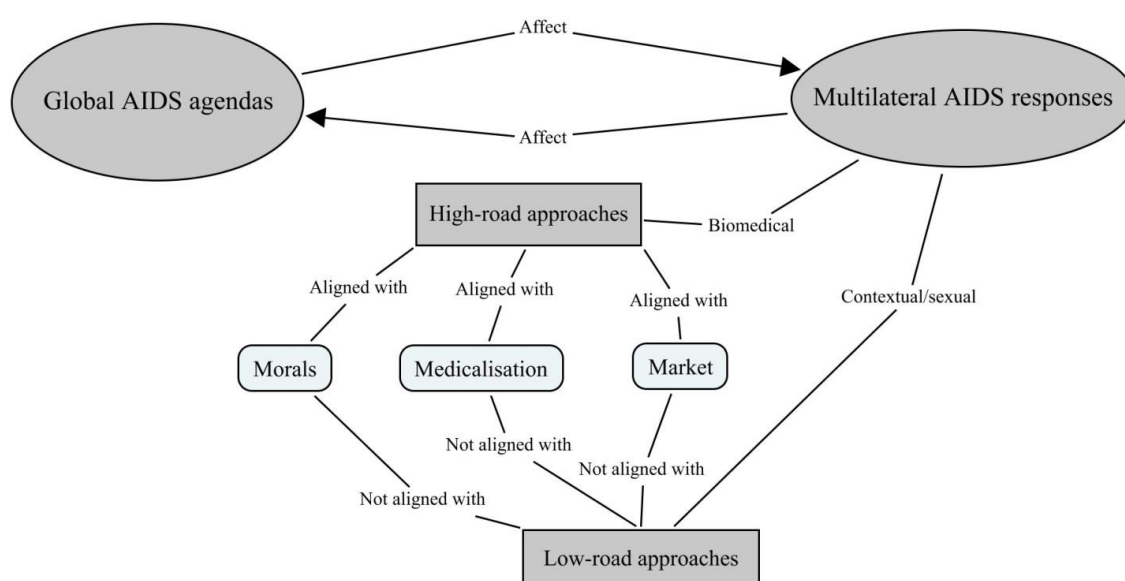 Affect
Global AIDS agendas
Multilateral AIDS responses
Affect
High-road approaches
Biomedical
Aligned with
Aligned with
Aligned with
Contextual/sexual
Morals
Medicalisation
Market
Not aligned with
Not aligned with
Not aligned with
Low-road approaches